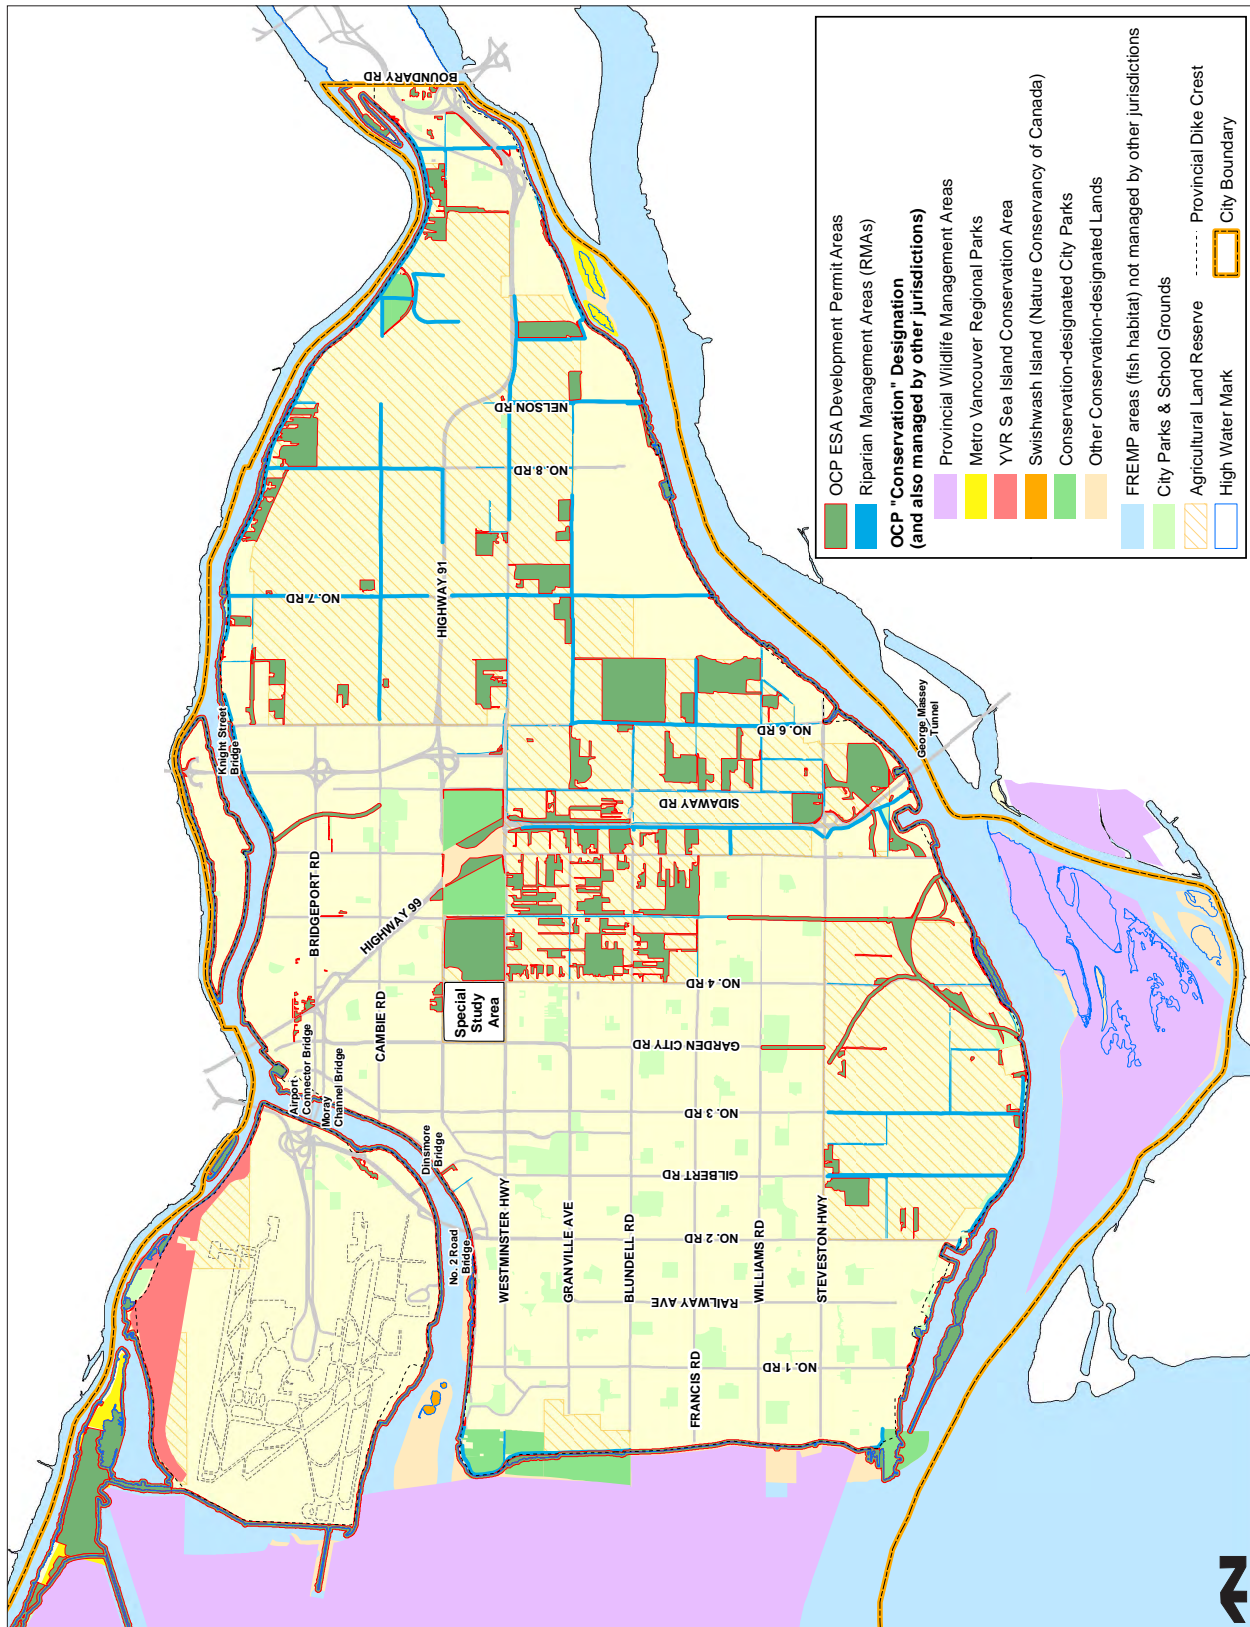 BOUNDARY RD
NELSON RD
NO. 8 RD
HIGHWAY 91
NO. 7 RD
Knight Street
Bridge
NO. 6 RD
George Massey
Tunnel
SIDAWAY RD
BRIDGEPORT RD
HIGHWAY 99
CAMBIE RD
NO. 4 RD
Special
Study
Area
GARDEN CITY RD
Airport
Connector Bridge
Moray
Channel Bridge
NO. 3 RD
Dinsmore
Bridge
GILBERT RD
No. 2 Road
Bridge
WESTMINSTER HWY
GRANVILLE AVE
BLUNDELL RD
NO. 2 RD
WILLIAMS RD
STEVESTON HWY
RAILWAY AVE
FRANCIS RD
NO. 1 RD
OCP ESA Development Permit Areas
Riparian Management Areas (RMAs)
OCP "Conservation" Designation
(and also managed by other jurisdictions)
Provincial Wildlife Management Areas
Metro Vancouver Regional Parks
YVR Sea Island Conservation Area
Swishwash Island (Nature Conservancy of Canada)
Conservation-designated City Parks
Other Conservation-designated Lands
FREMP areas (fish habitat) not managed by other jurisdictions
City Parks & School Grounds
Agricultural Land Reserve
Provincial Dike Crest
High Water Mark
City Boundary
N